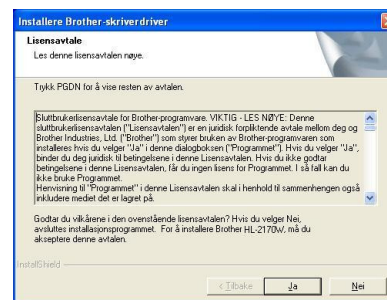 Installere Brother-skriverdriver
Lisensavtale
Les denne lisensavtalen nøye.
Trykk PGDN for å vise resten av avtalen.
Sluttbrukerlisensavtale for Brother-programvare. VIKTIG - LES NØYE: Denne
sluttbrukerlisensavtalen ("Lisensavtalen") er en juridisk forpliktende avtale mellom deg og
Brother Industries, Ltd. ("Brother") som styrer bruken av Brother-programvaren som
installeres hvis du velger "Ja" i denne dialogboksen ("Programmet"). Hvis du velger "Ja",
binder du deg juridisk til betingelsene i denne Lisensavtalen. Hvis du ikke godtar
betingelsene i denne Lisensavtalen, får du ingen lisens for Programmet. I så fall kan du
ikke bruke Programmet.
Henvisning til "Programmet" i denne Lisensavtalen skal i henhold til sammenhengen også
inkludere mediet det er lagret på.
Godtar du vilkårene i den ovenstående lisensavtalen? Hvis du velger Nei,
avsluttes installasjonsprogrammet. For å installere Brother HL-2170W, må du
akseptere denne avtalen.
InstallShield
< Tilbake Ja Nei